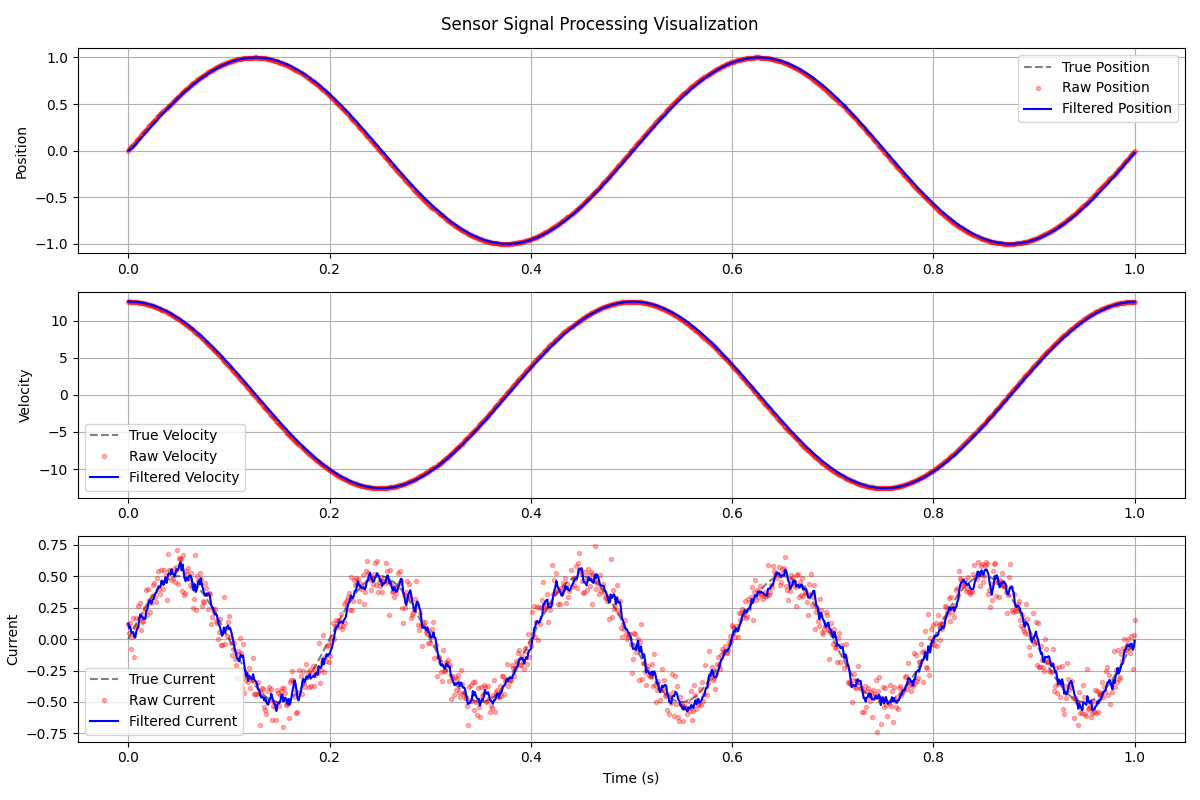 Sensor Signal Processing Visualization
1.0
0.5
0.0
−0.5
−1.0
Position
True Position
Raw Position
Filtered Position
0.0 0.2 0.4 0.6 0.8 1.0
10
5
0
−5
−10
Velocity
True Velocity
Raw Velocity
Filtered Velocity
0.0 0.2 0.4 0.6 0.8 1.0
0.75
0.50
0.25
0.00
−0.25
−0.50
−0.75
Current
True Current
Raw Current
Filtered Current
0.0 0.2 0.4 0.6 0.8 1.0
Time (s)